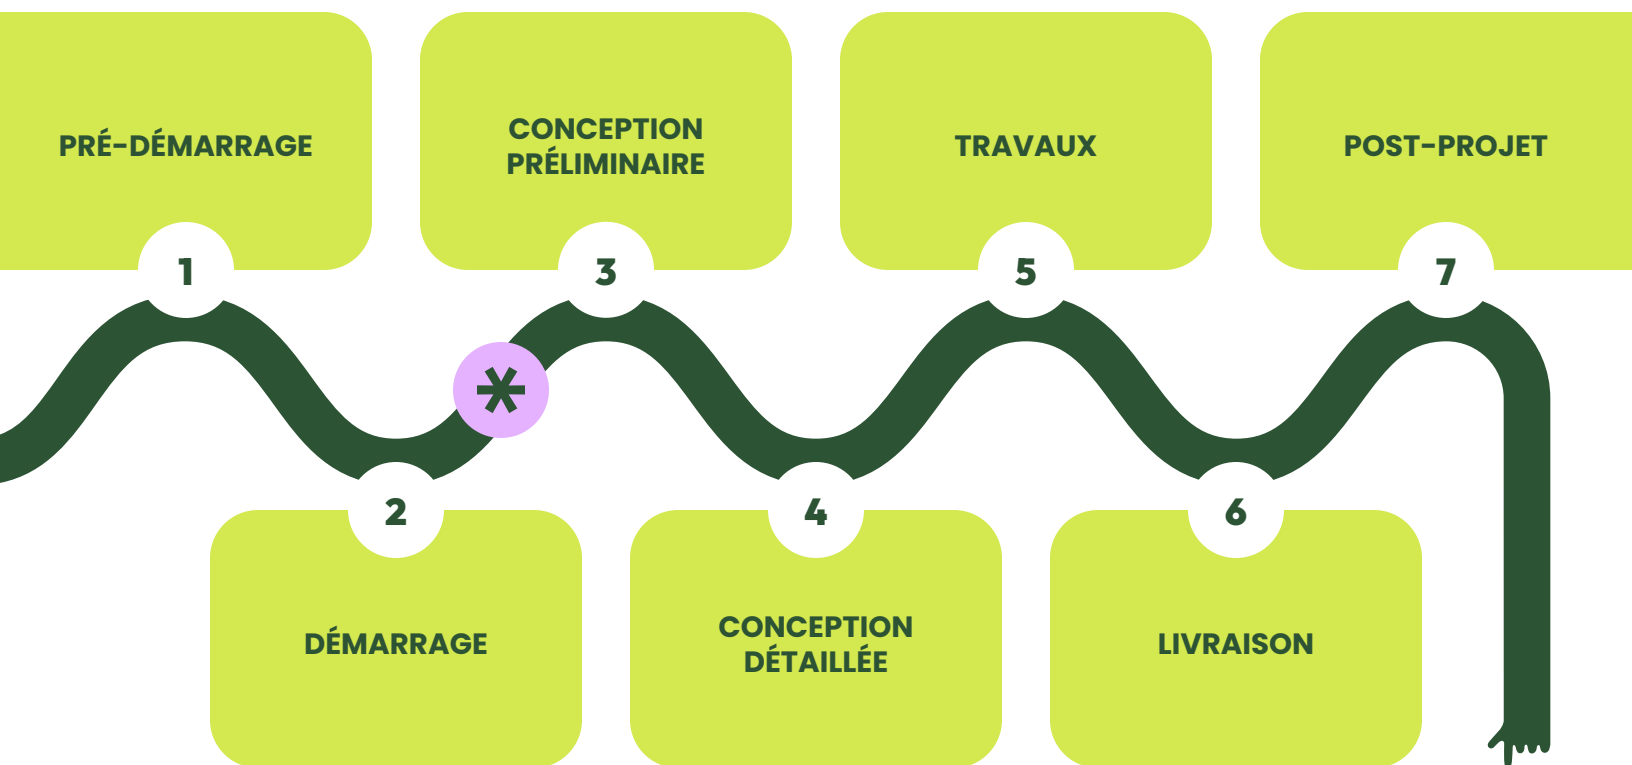 PRÉ-DÉMARRAGE
1
2
DÉMARRAGE
*
CONCEPTION
PRÉLIMINAIRE
3
4
CONCEPTION
DÉTAILLÉE
TRAVAUX
5
6
LIVRAISON
POST-PROJET
7